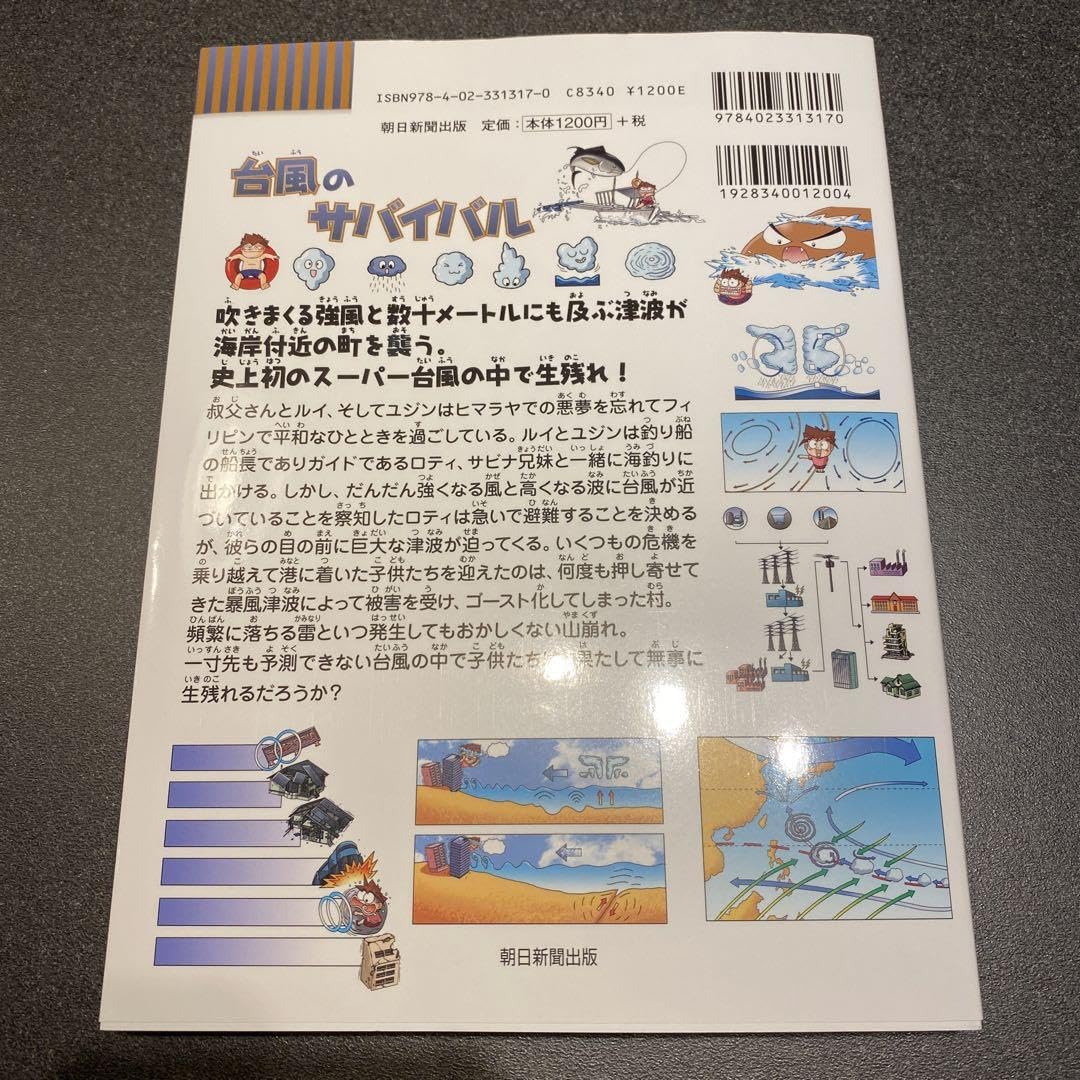 ISBN978-4-02-331317-0 C8340 ¥1200E
朝日新聞出版 定価：本体1200円＋税
9784023313170
1928340012004
台風の
サバイバル
吹きまくる強風と数十メートルにも及ぶ津波が
海岸付近の町を襲う。
史上初のスーパー台風の中で生残れ！
叔父さんとルイ、そしてユジンはヒマラヤでの悪夢を忘れてフィ
リピンで平和なひとときを過ごしている。ルイとユジンは釣り船
の船長でありガイドであるロティ、サビナ兄妹と一緒に海釣りに
出かける。しかし、だんだん強くなる風と高くなる波に台風が近
づいていることを察知したロティは急いで避難することを決める
が、彼らの目の前に巨大な津波が迫ってくる。いくつもの危機を
乗り越えて港に着いた子供たちを迎えたのは、何度も押し寄せて
きた暴風津波によって被害を受け、ゴースト化してしまった村。
頻繁に落ちる雷といつ発生してもおかしくない山崩れ。
一寸先も予測できない台風の中で子供たち果たして無事に
生残れるだろうか？
朝日新聞出版